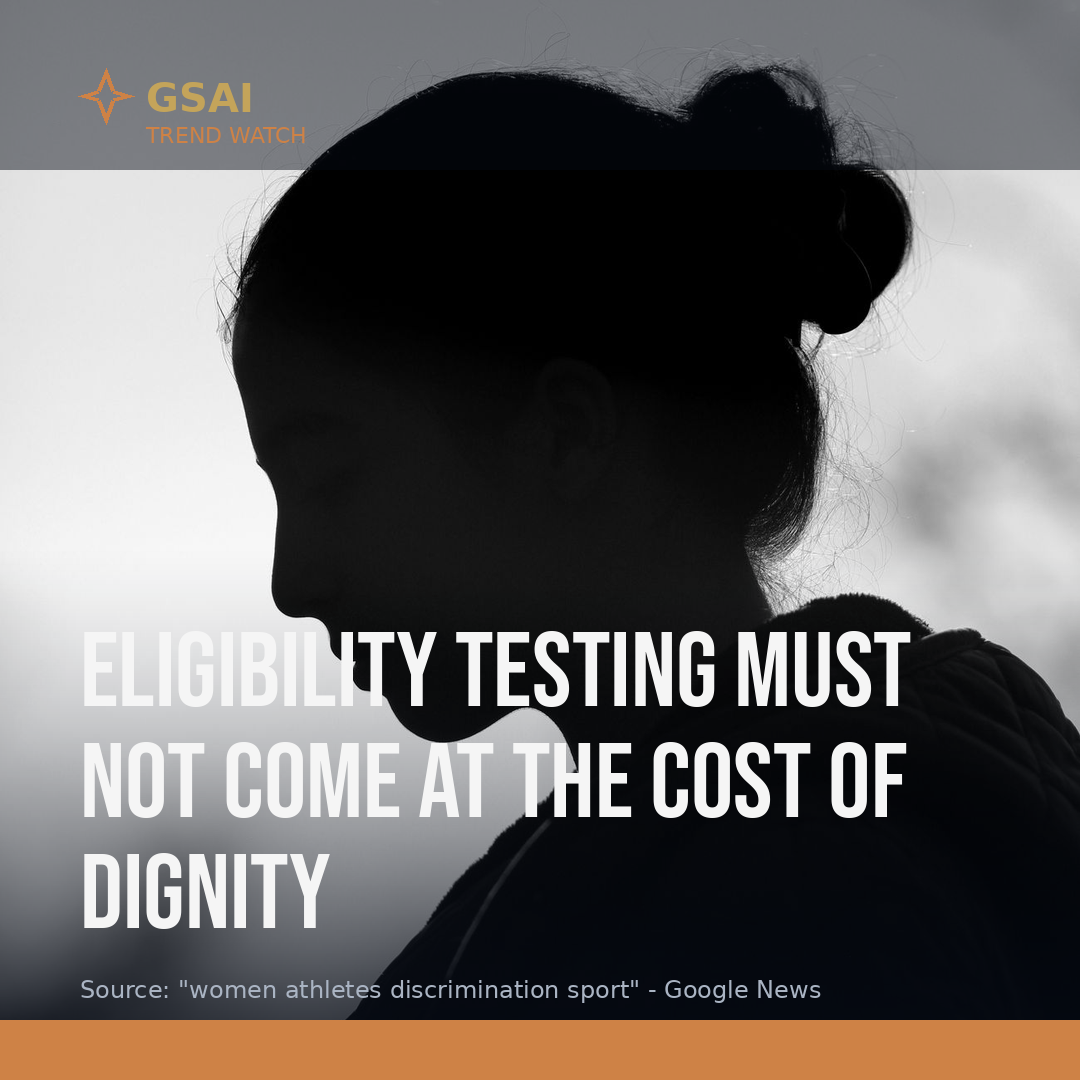 GSAI
TREND WATCH
ELIGIBILITY TESTING MUST
NOT COME AT THE COST OF
DIGNITY
Source: "women athletes discrimination sport" - Google News